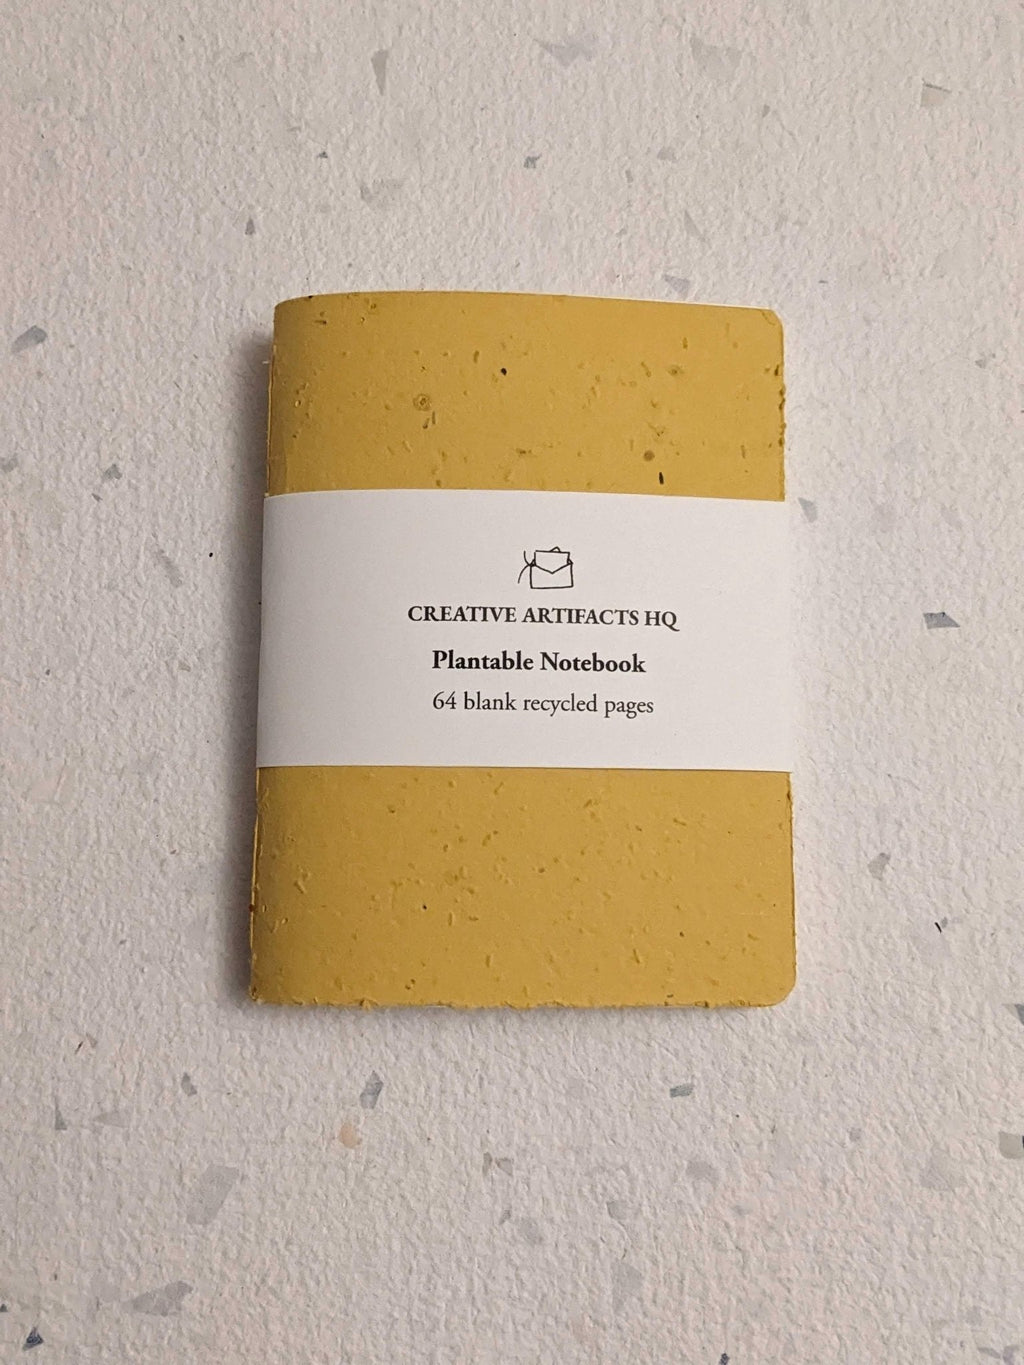 CREATIVE ARTIFACTS HQ
Plantable Notebook
64 blank recycled pages